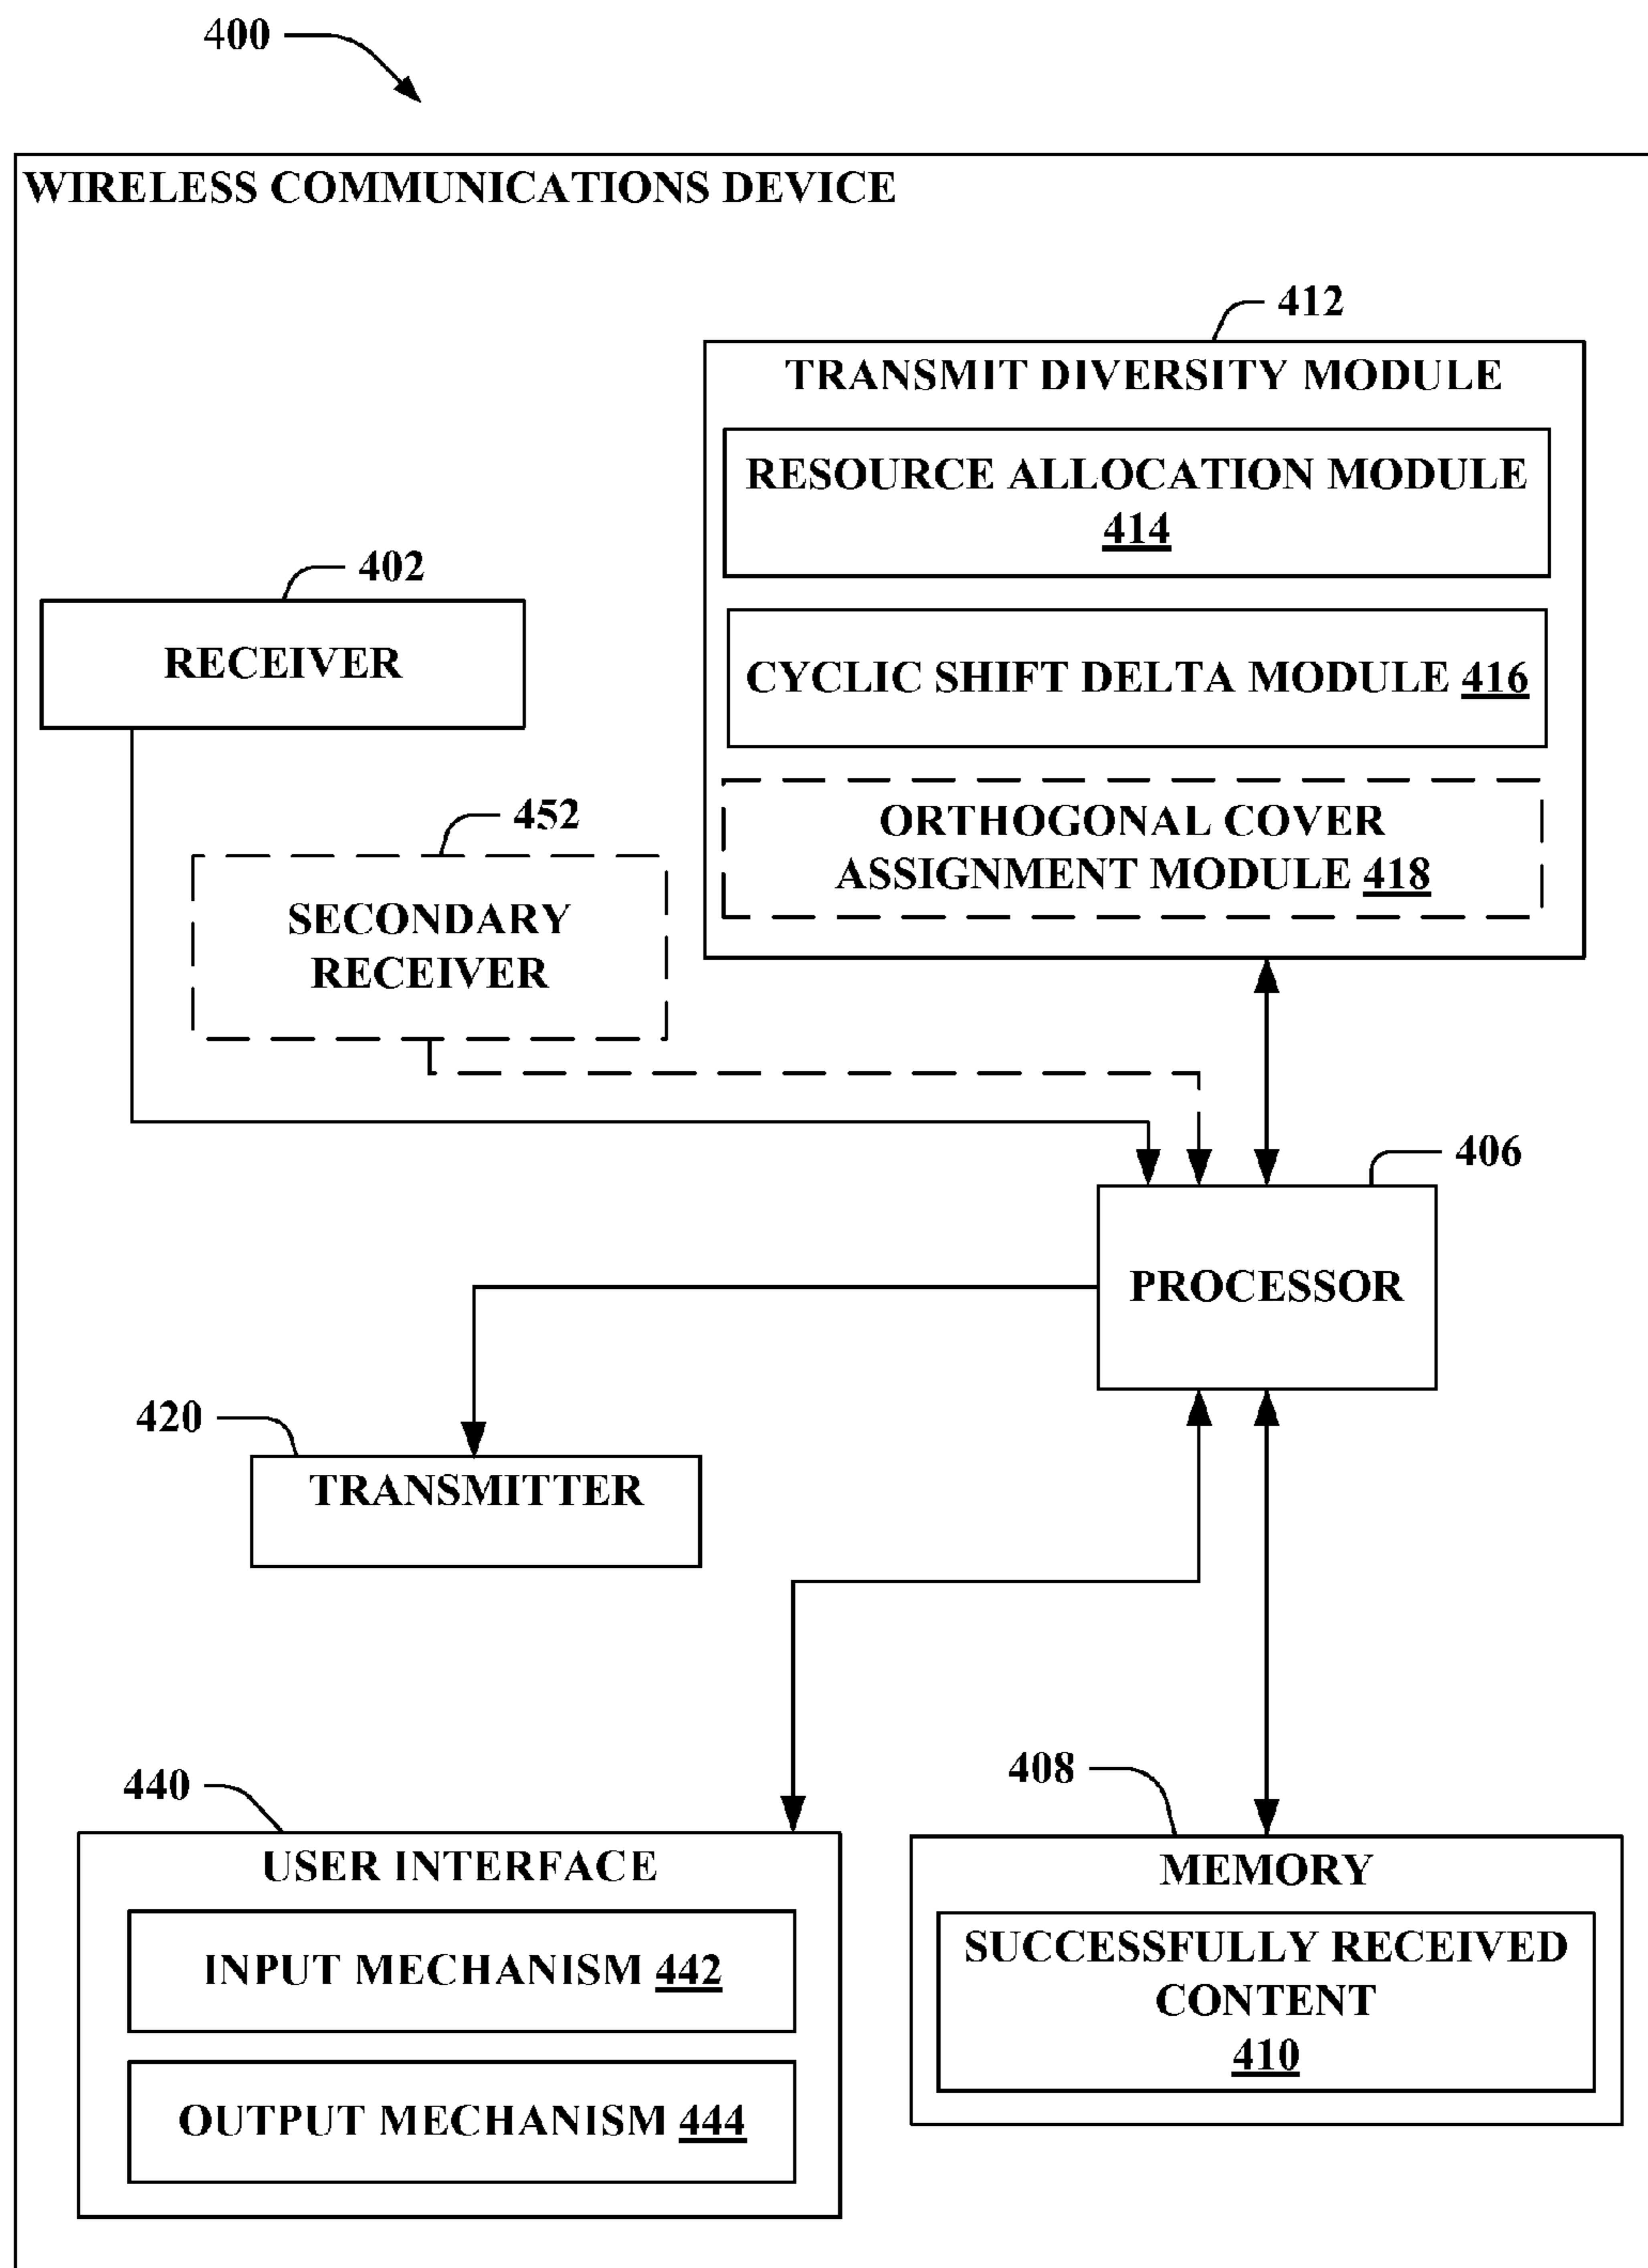 400
WIRELESS COMMUNICATIONS DEVICE
412
TRANSMIT DIVERSITY MODULE
RESOURCE ALLOCATION MODULE
414
CYCLIC SHIFT DELTA MODULE 416
ORTHOGONAL COVER
ASSIGNMENT MODULE 418
402
RECEIVER
452
SECONDARY
RECEIVER
406
PROCESSOR
420
TRANSMITTER
440
USER INTERFACE
INPUT MECHANISM 442
OUTPUT MECHANISM 444
408
MEMORY
SUCCESSFULLY RECEIVED
CONTENT
410